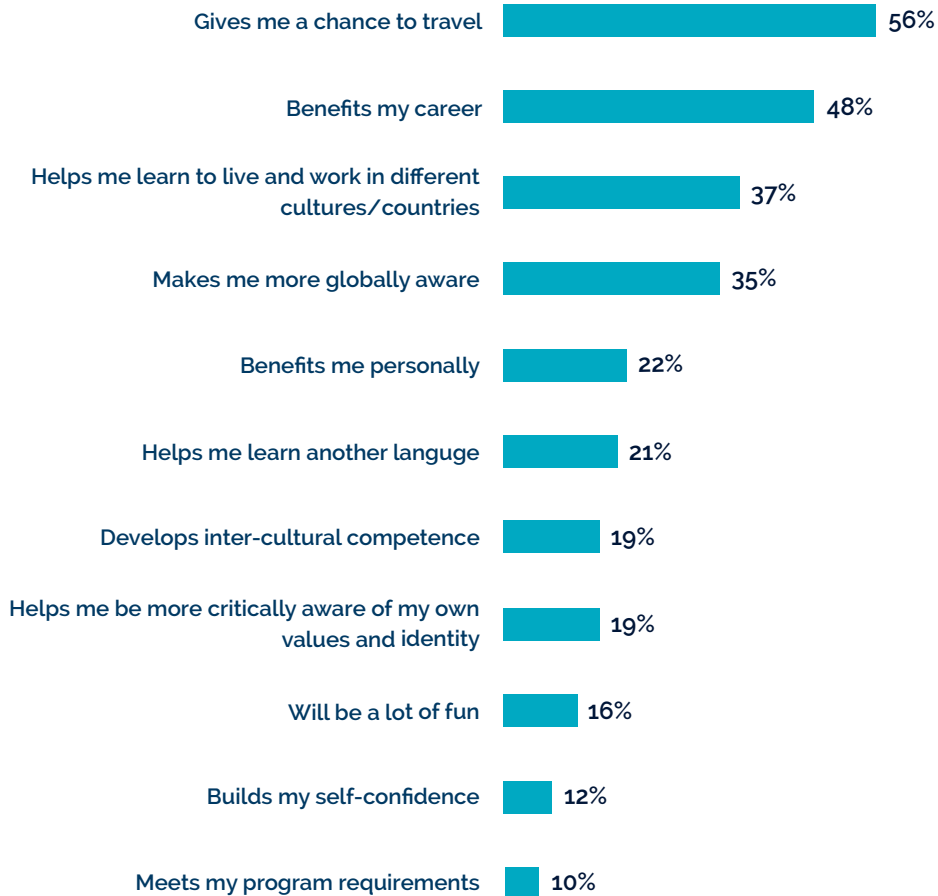 Gives me a chance to travel 56%
Benefits my career 48%
Helps me learn to live and work in different
cultures/countries 37%
Makes me more globally aware 35%
Benefits me personally 22%
Helps me learn another languge 21%
Develops inter-cultural competence 19%
Helps me be more critically aware of my own
values and identity 19%
Will be a lot of fun 16%
Builds my self-confidence 12%
Meets my program requirements 10%